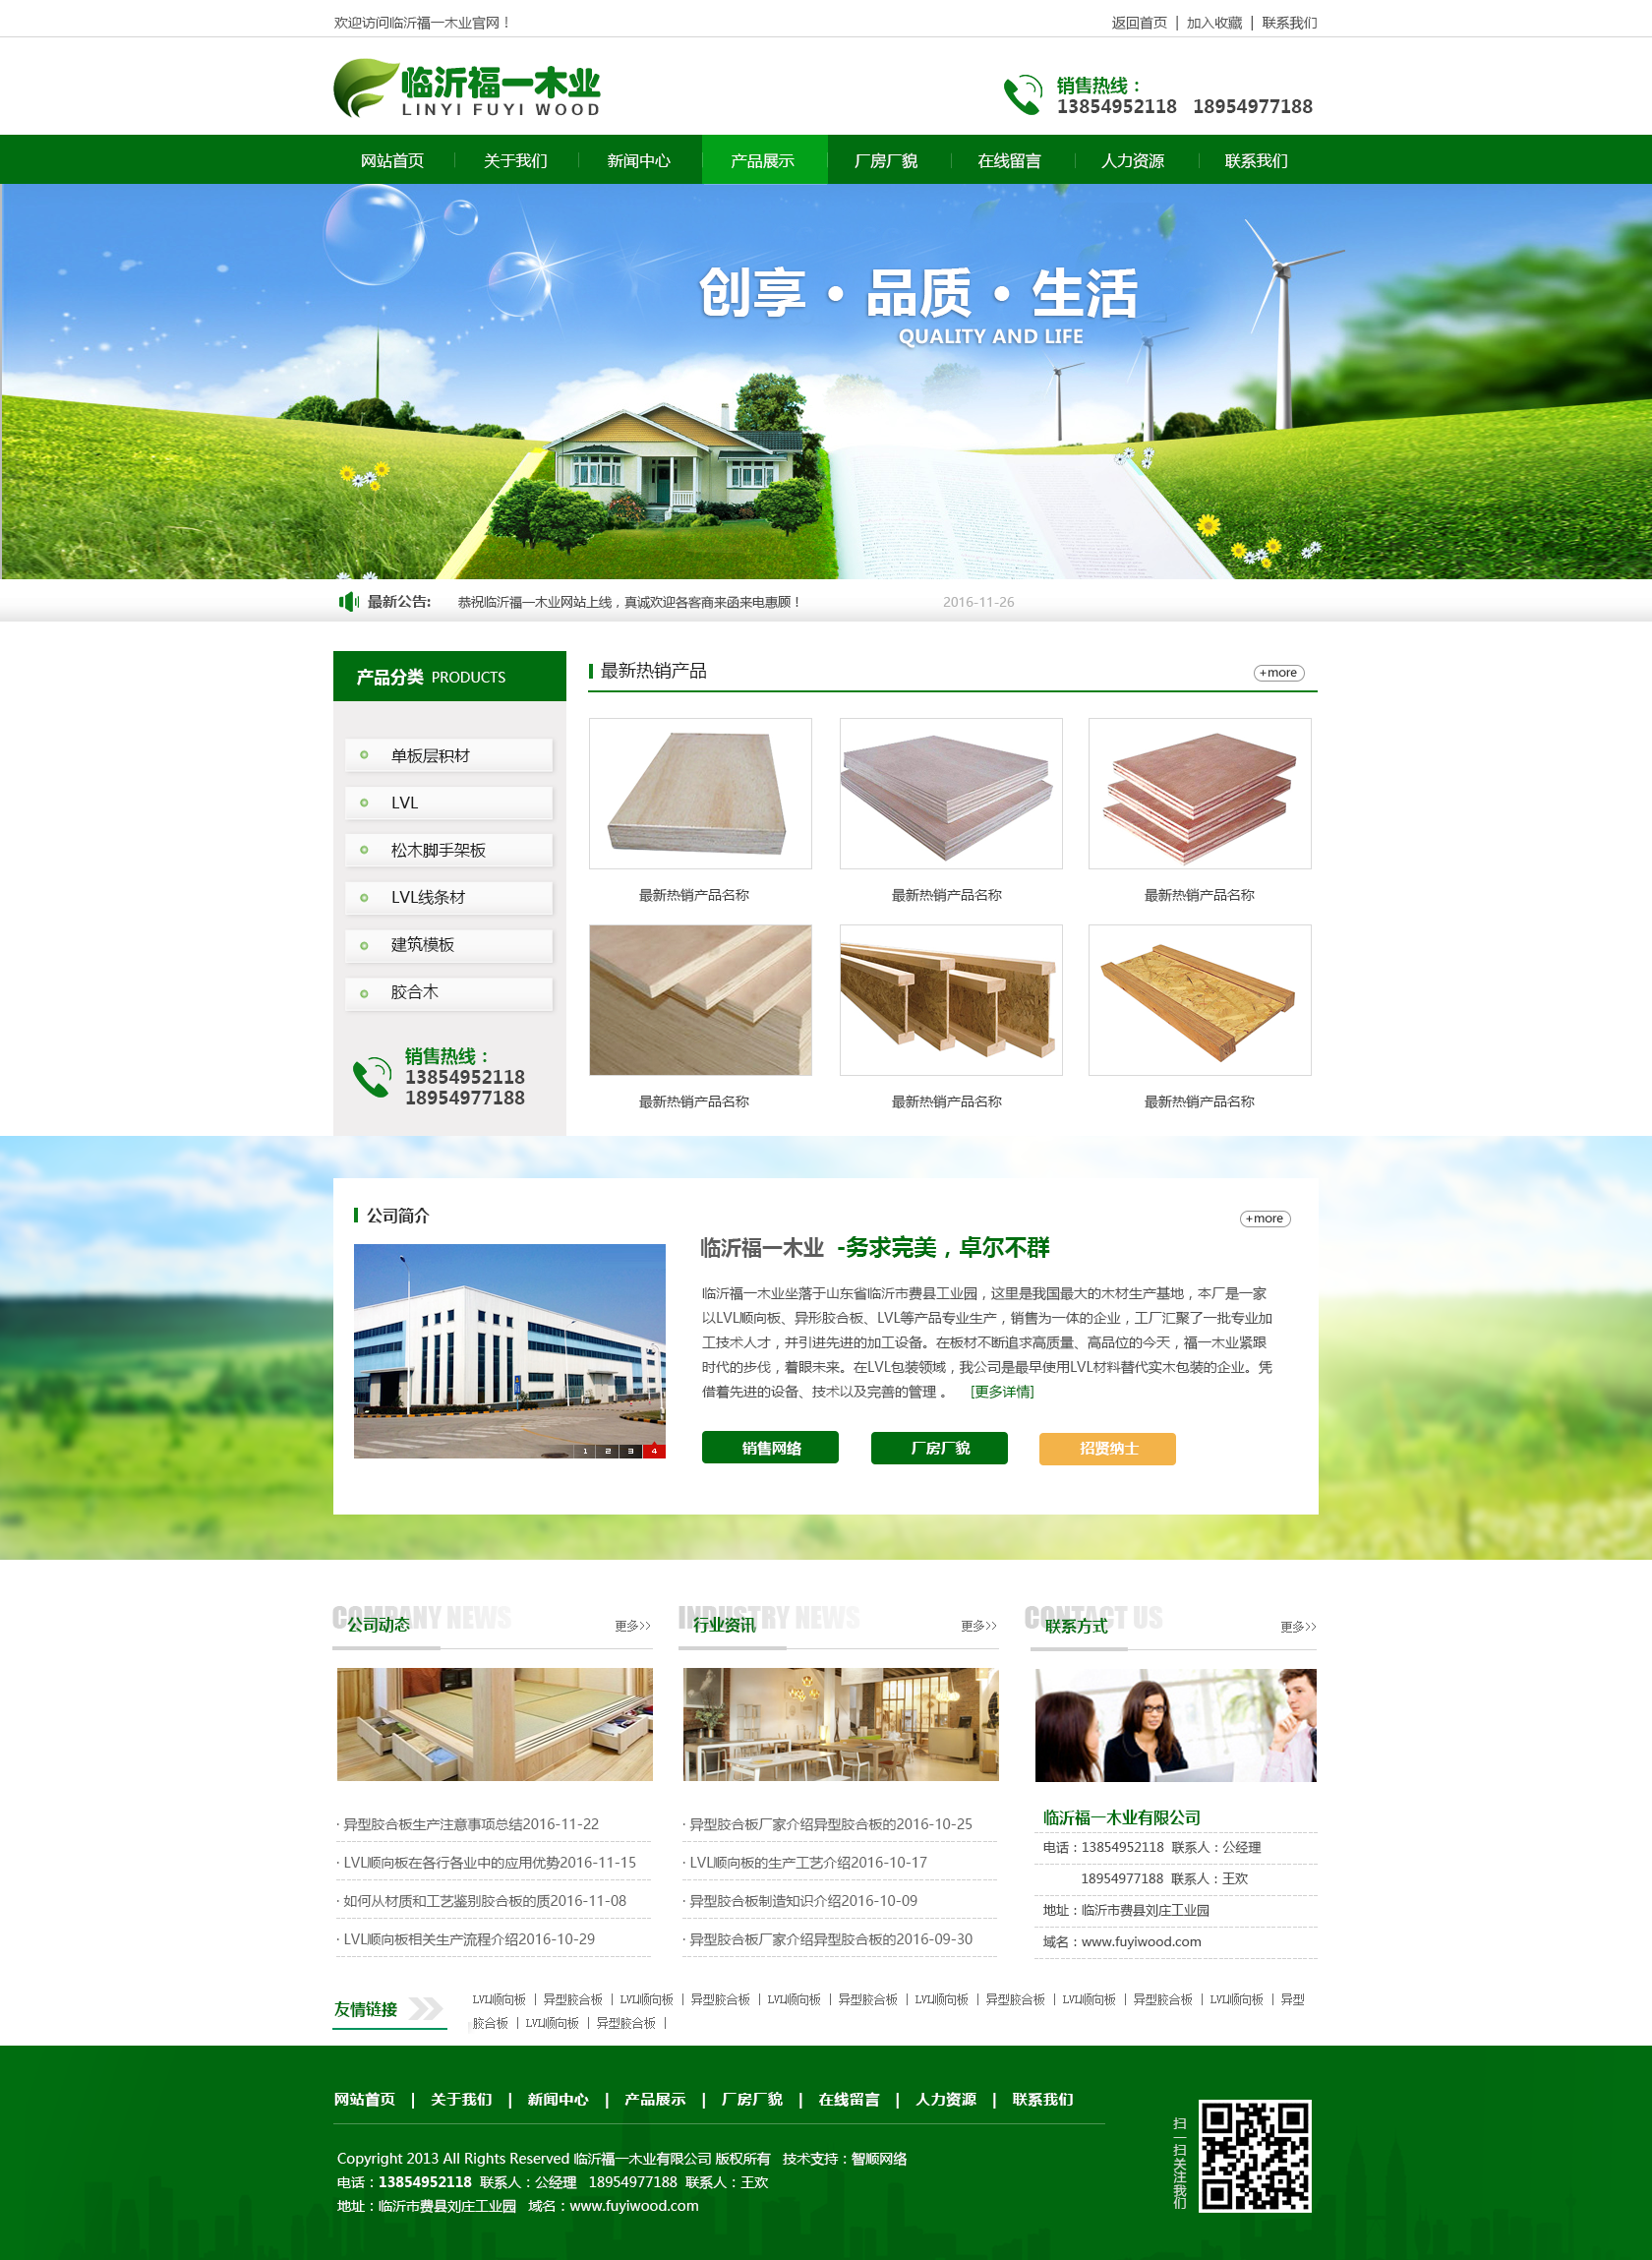 欢迎访问临沂福一木业官网！
返回首页 | 加入收藏 | 联系我们
临沂福一木业
LINYI FUYI WOOD
销售热线：
13854952118 18954977188
网站首页 关于我们 新闻中心 产品展示 厂房厂貌 在线留言 人力资源 联系我们
创享·品质·生活
QUALITY AND LIFE
最新公告: 恭祝临沂福一木业网站上线，真诚欢迎各客商来函来电惠顾！ 2016-11-26
产品分类 PRODUCTS
单板层积材
LVL
松木脚手架板
LVL线条材
建筑模板
胶合木
销售热线：
13854952118
18954977188
最新热销产品 +more
最新热销产品名称 最新热销产品名称 最新热销产品名称
最新热销产品名称 最新热销产品名称 最新热销产品名称
公司简介 +more
1 2 3 4
临沂福一木业 -务求完美，卓尔不群
临沂福一木业坐落于山东省临沂市费县工业园，这里是我国最大的木材生产基地，本厂是一家
以LVL顺向板、异形胶合板、LVL等产品专业生产，销售为一体的企业，工厂汇聚了一批专业加
工技术人才，并引进先进的加工设备。在板材不断追求高质量、高品位的今天，福一木业紧跟
时代的步伐，着眼未来。在LVL包装领域，我公司是最早使用LVL材料替代实木包装的企业。凭
借着先进的设备、技术以及完善的管理 。 [更多详情]
销售网络 厂房厂貌 招贤纳士
COMPANY NEWS
公司动态 更多>>
· 异型胶合板生产注意事项总结2016-11-22
· LVL顺向板在各行各业中的应用优势2016-11-15
· 如何从材质和工艺鉴别胶合板的质2016-11-08
· LVL顺向板相关生产流程介绍2016-10-29
INDUSTRY NEWS
行业资讯 更多>>
· 异型胶合板厂家介绍异型胶合板的2016-10-25
· LVL顺向板的生产工艺介绍2016-10-17
· 异型胶合板制造知识介绍2016-10-09
· 异型胶合板厂家介绍异型胶合板的2016-09-30
CONTACT US
联系方式 更多>>
临沂福一木业有限公司
电话：13854952118 联系人：公经理
18954977188 联系人：王欢
地址：临沂市费县刘庄工业园
域名：www.fuyiwood.com
友情链接
LVL顺向板 | 异型胶合板 | LVL顺向板 | 异型胶合板 | LVL顺向板 | 异型胶合板 | LVL顺向板 | 异型胶合板 | LVL顺向板 | 异型胶合板 | LVL顺向板 | 异型
胶合板 | LVL顺向板 | 异型胶合板 |
网站首页 | 关于我们 | 新闻中心 | 产品展示 | 厂房厂貌 | 在线留言 | 人力资源 | 联系我们
Copyright 2013 All Rights Reserved 临沂福一木业有限公司 版权所有 技术支持：智顺网络
电话：13854952118 联系人：公经理 18954977188 联系人：王欢
地址：临沂市费县刘庄工业园 域名：www.fuyiwood.com
扫一扫关注我们